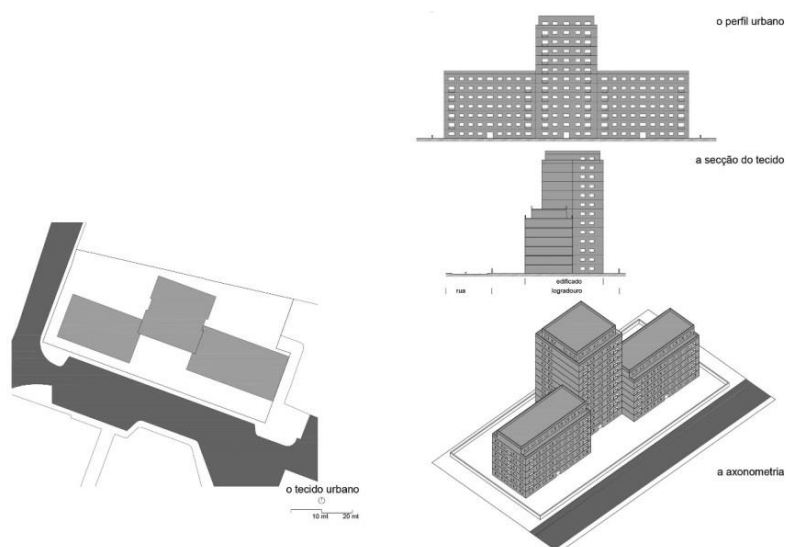 o perfil urbano
a secção do tecido
edificado
rua
logradouro
a axonometria
o tecido urbano
10 mt 20 mt